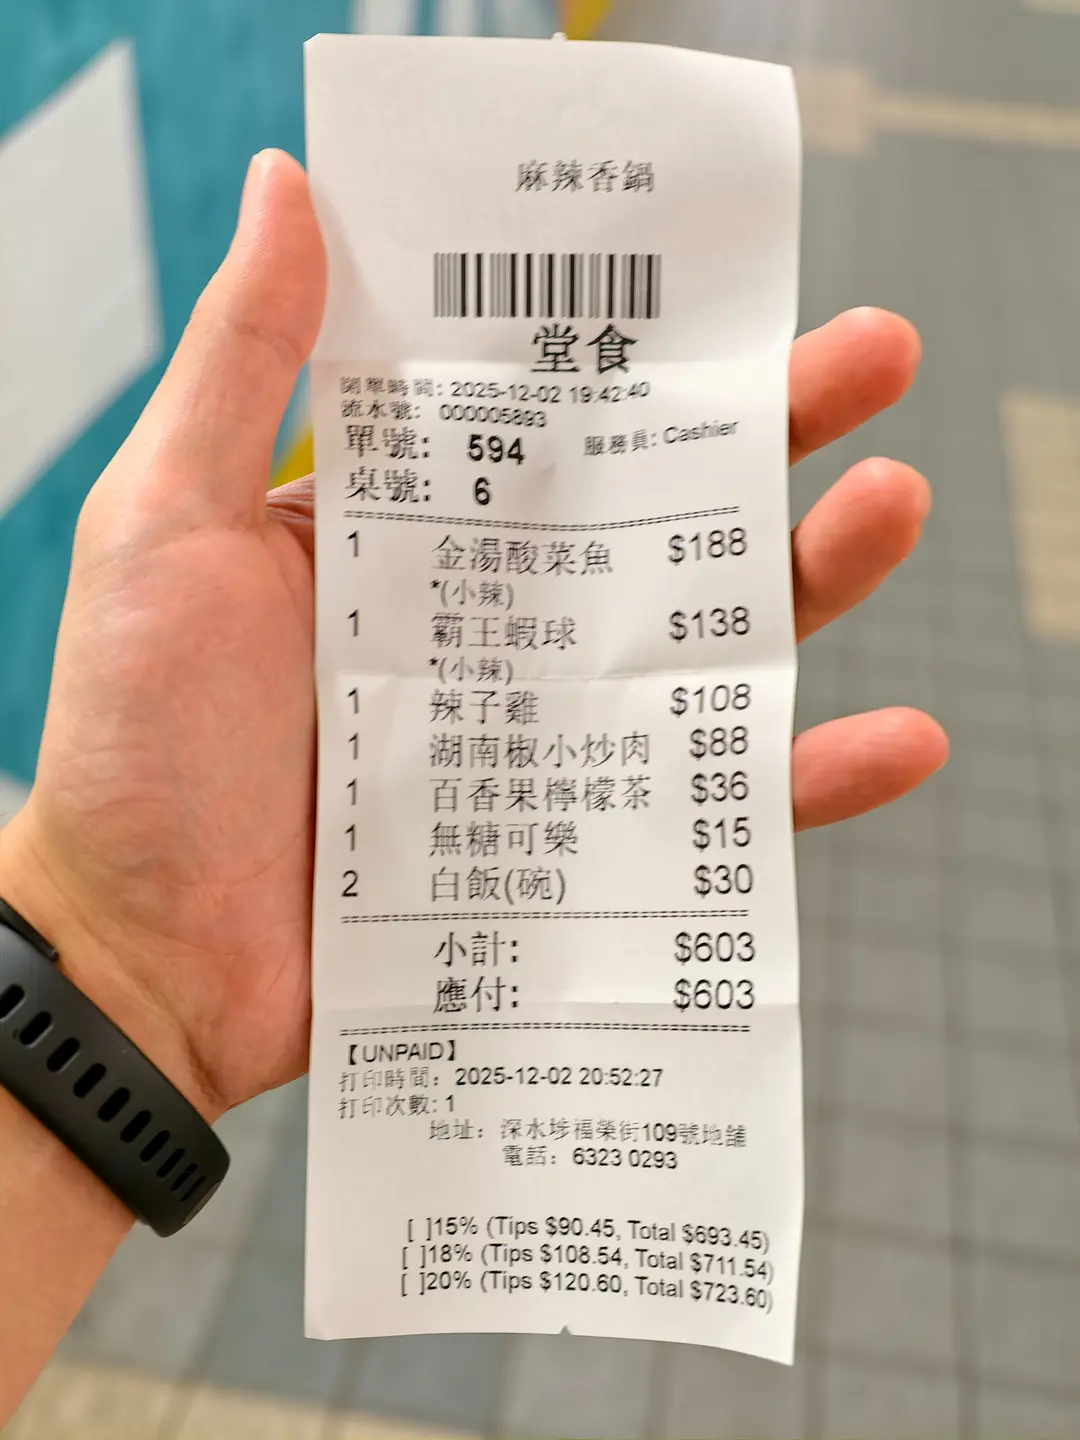 麻辣香鍋
堂食
開單時間: 2025-12-02 19:42:40
流水號: 000005893
單號: 594 服務員: Cashier
桌號: 6
1 金湯酸菜魚 $188
*(小辣)
1 霸王蝦球 $138
*(小辣)
1 辣子雞 $108
1 湖南椒小炒肉 $88
1 百香果檸檬茶 $36
1 無糖可樂 $15
2 白飯(碗) $30
小計: $603
應付: $603
【UNPAID】
打印時間: 2025-12-02 20:52:27
打印次數: 1
地址: 深水埗福榮街109號地舖
電話: 6323 0293
[ ]15% (Tips $90.45, Total $693.45)
[ ]18% (Tips $108.54, Total $711.54)
[ ]20% (Tips $120.60, Total $723.60)